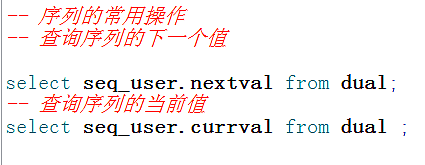 -- 序列的常用操作
-- 查询序列的下一个值
select seq_user.nextval from dual;
-- 查询序列的当前值
select seq_user.currval from dual ;